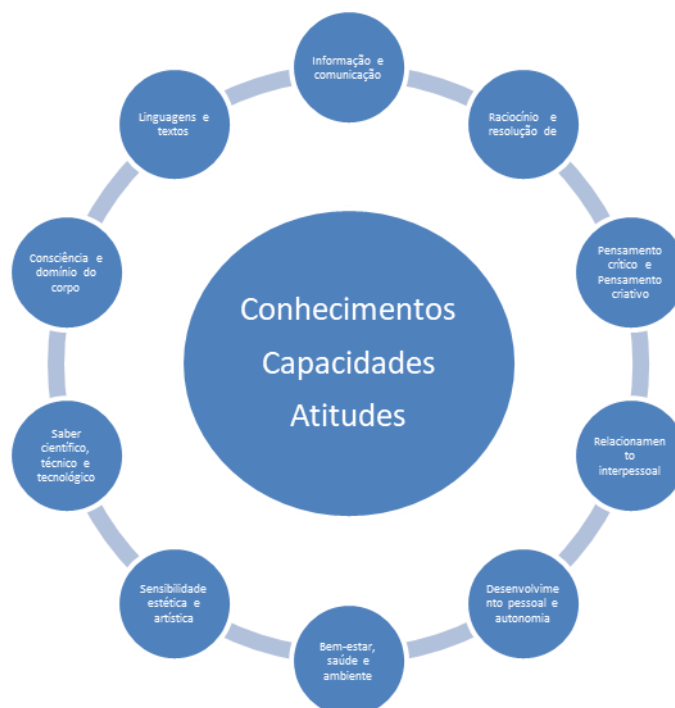 Informação e
comunicação
Raciocínio e
resolução de
Pensamento
crítico e
Pensamento
criativo
Relacionamen
to
interpessoal
Desenvolvime
nto pessoal e
autonomia
Bem-estar,
saúde e
ambiente
Sensibilidade
estética e
artística
Saber
científico,
técnico e
tecnológico
Consciência e
domínio do
corpo
Linguagens e
textos
Conhecimentos
Capacidades
Atitudes